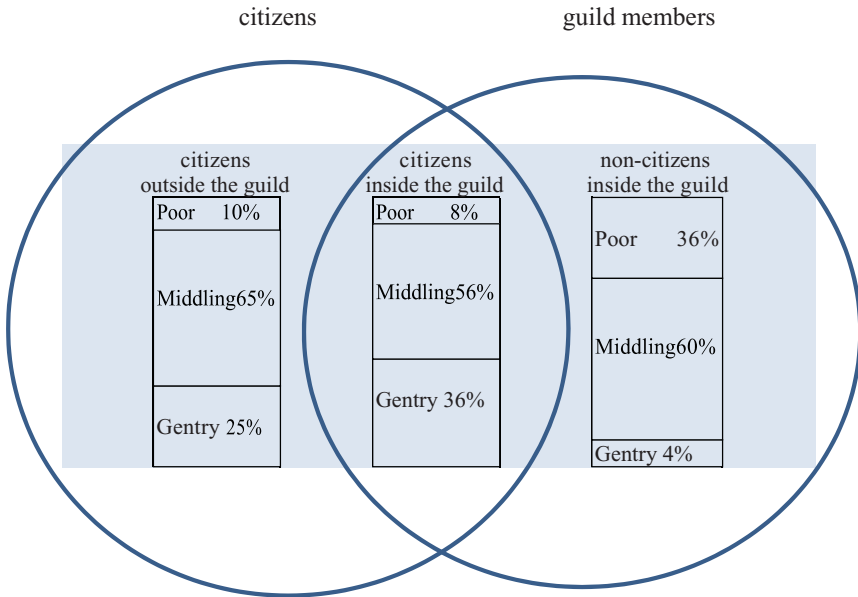 citizens guild members
citizens outside the guild
Poor 10%
Middling65%
Gentry 25%
citizens inside the guild
Poor 8%
Middling56%
Gentry 36%
non-citizens inside the guild
Poor 36%
Middling60%
Gentry 4%